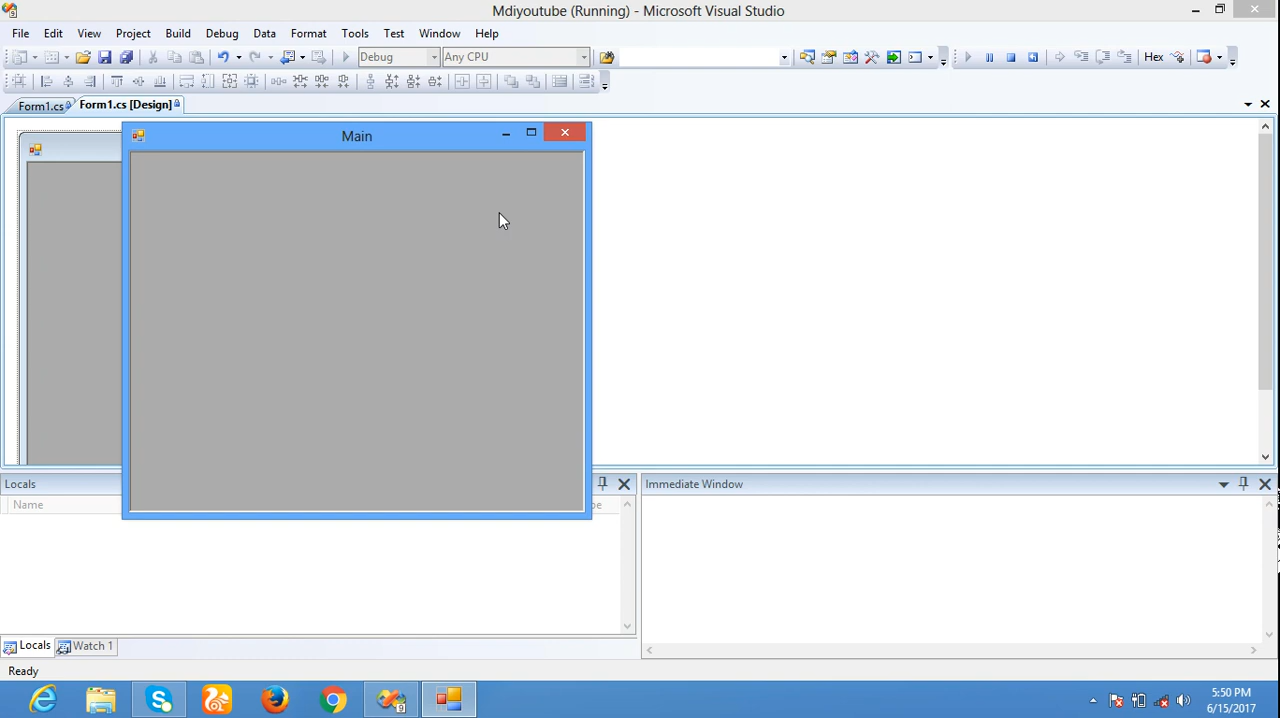 Mdiyoutube (Running) - Microsoft Visual Studio
File Edit View Project Build Debug Data Format Tools Test Window Help
Debug Any CPU Hex
Form1.cs Form1.cs [Design]
Main
Locals Immediate Window
Name
Locals Watch 1
Ready
5:50 PM
6/15/2017